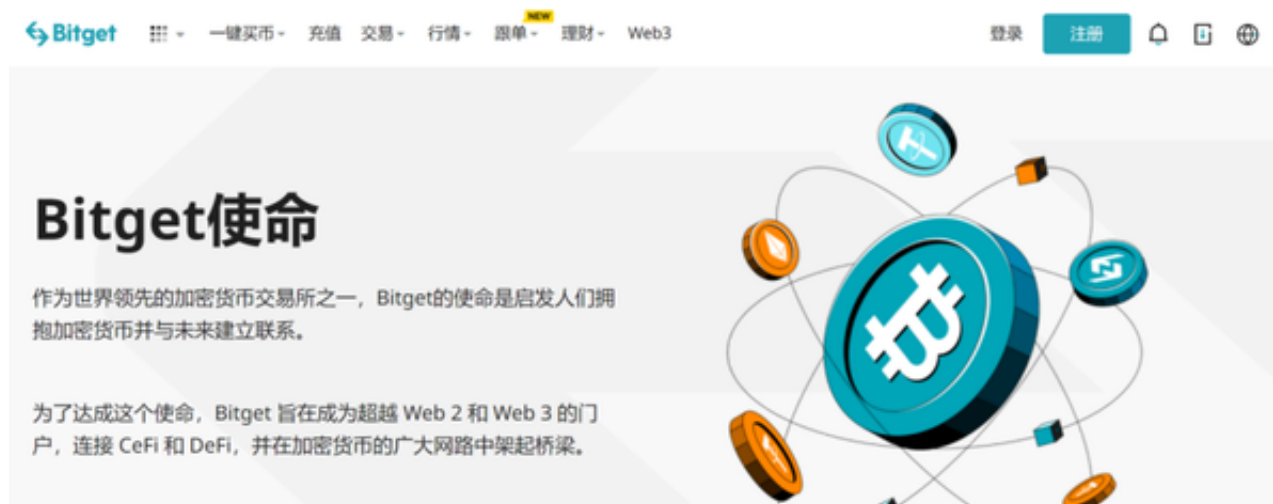 Bitget 一键买币 充值 交易 行情 跟单 NEW 理财 Web3 登录 注册
Bitget使命
作为世界领先的加密货币交易所之一，Bitget的使命是启发人们拥
抱加密货币并与未来建立联系。
为了达成这个使命，Bitget 旨在成为超越 Web 2 和 Web 3 的门
户，连接 CeFi 和 DeFi，并在加密货币的广大网路中架起桥梁。